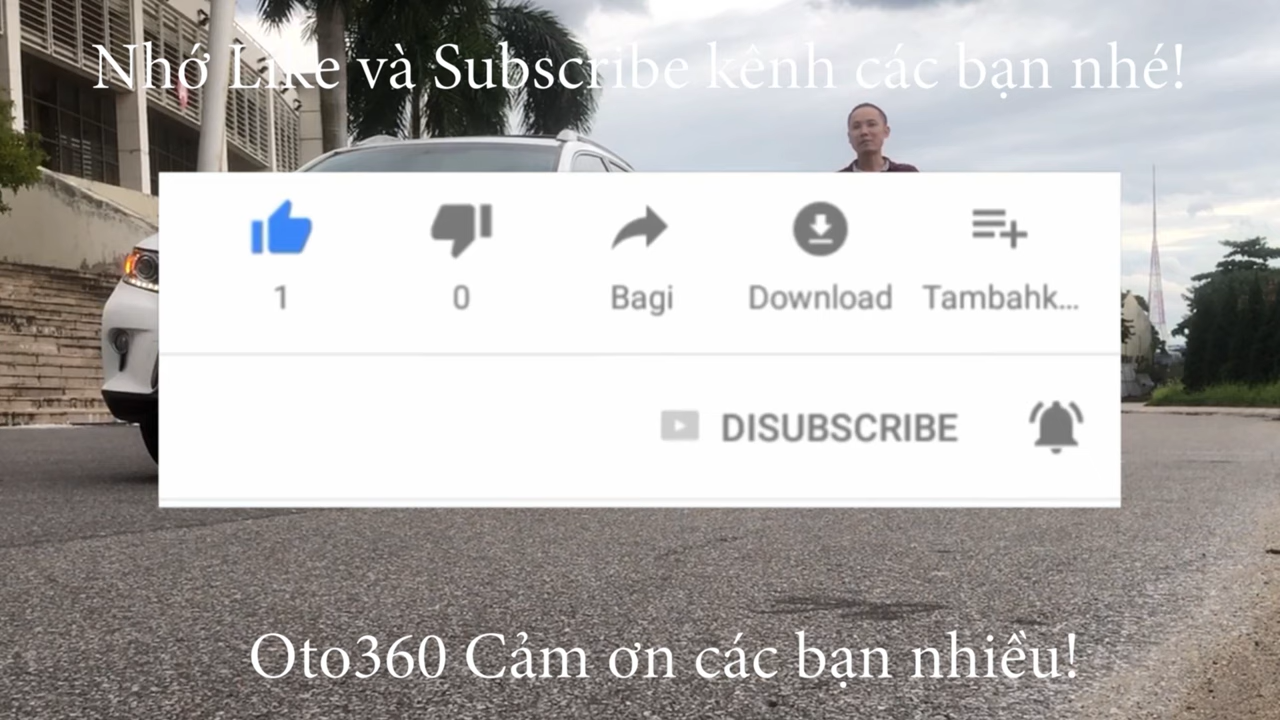 Nhớ Like và Subscribe kênh các bạn nhé!
1 0 Bagi Download Tambahk...
DISUBSCRIBE
Oto360 Cảm ơn các bạn nhiều!